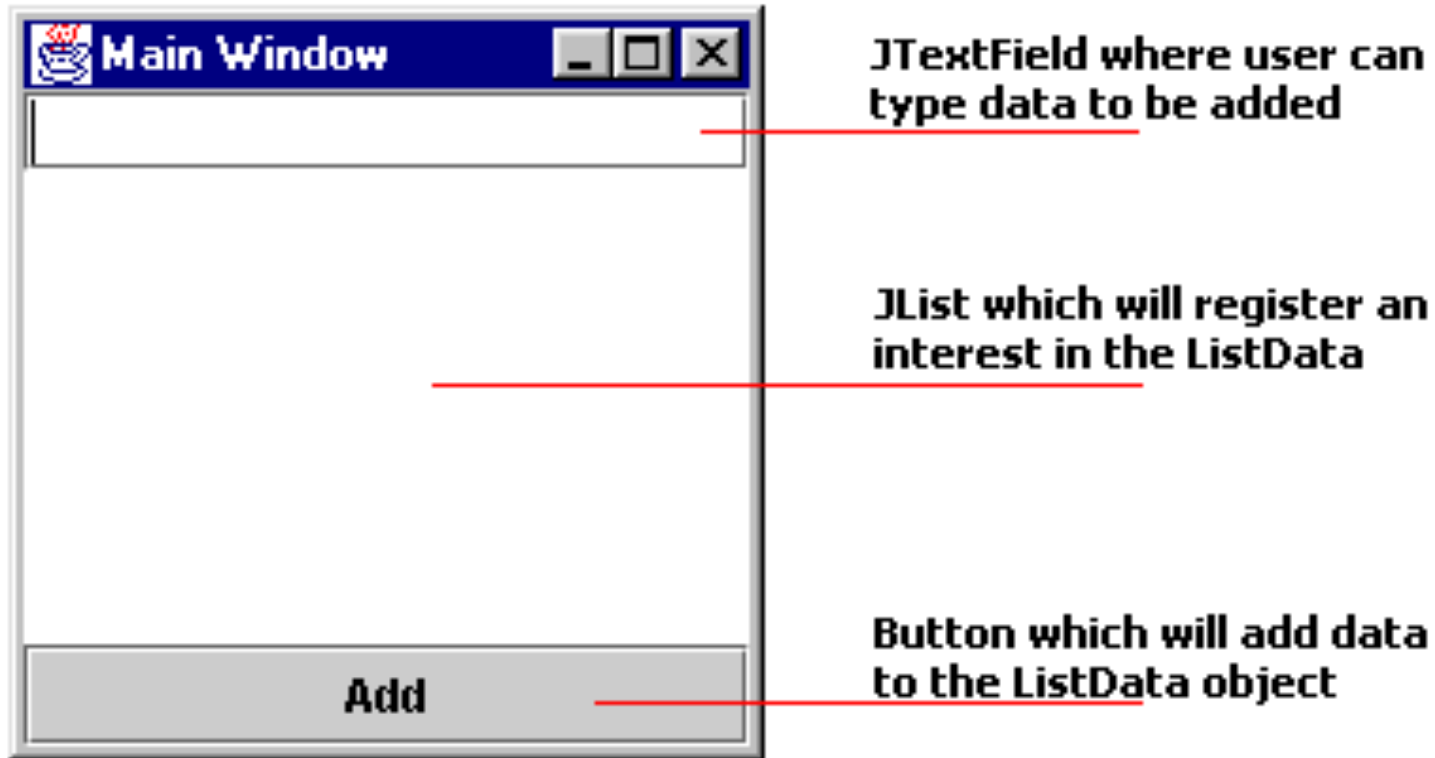 Main Window
JTextField where user can
type data to be added
JList which will register an
interest in the ListData
Button which will add data
to the ListData object
Add